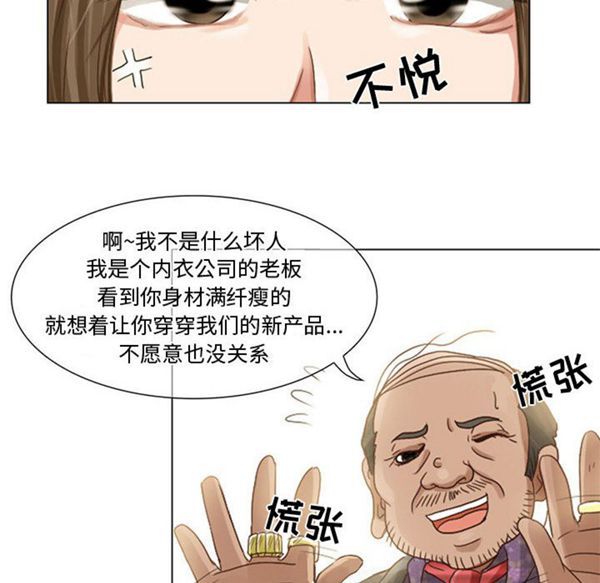 不悦
啊~我不是什么坏人
我是个内衣公司的老板
看到你身材满纤瘦的
就想着让你穿穿我们的新产品...
不愿意也没关系
慌张
慌张